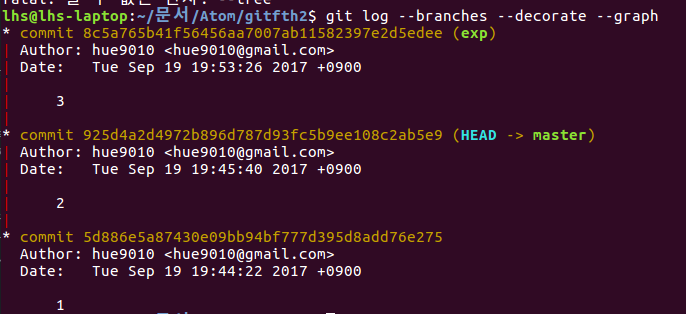 lhs@lhs-laptop:~/문서/Atom/gitfth2$ git log --branches --decorate --graph
* commit 8c5a765b41f56456aa7007ab11582397e2d5edee (exp)
| Author: hue9010 <hue9010@gmail.com>
| Date:   Tue Sep 19 19:53:26 2017 +0900
|
|     3
|
* commit 925d4a2d4972b896d787d93fc5b9ee108c2ab5e9 (HEAD -> master)
| Author: hue9010 <hue9010@gmail.com>
| Date:   Tue Sep 19 19:45:40 2017 +0900
|
|     2
|
* commit 5d886e5a87430e09bb94bf777d395d8add76e275
  Author: hue9010 <hue9010@gmail.com>
  Date:   Tue Sep 19 19:44:22 2017 +0900
      1